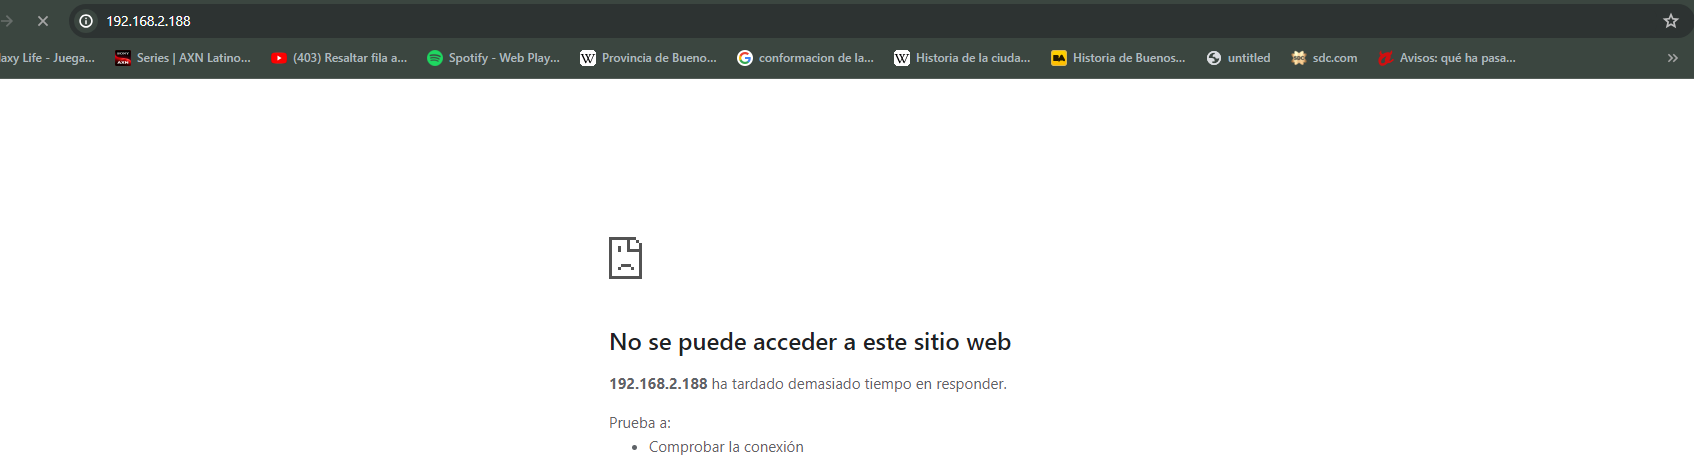 192.168.2.188
axy Life - Juega... Series | AXN Latino... (403) Resaltar fila a... Spotify - Web Play... Provincia de Bueno... conformacion de la... Historia de la ciuda... Historia de Buenos... untitled sdc.com Avisos: qué ha pasa...
No se puede acceder a este sitio web
192.168.2.188 ha tardado demasiado tiempo en responder.
Prueba a:
• Comprobar la conexión